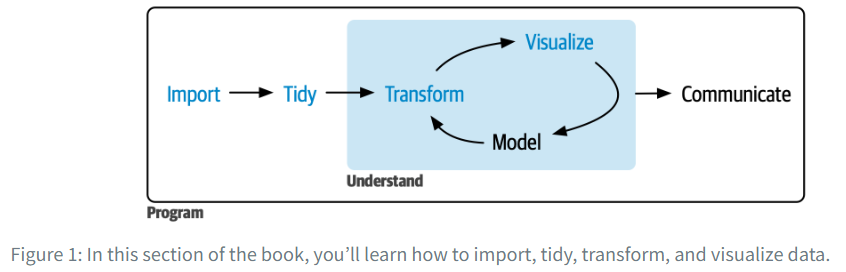 Visualize
Import
Tidy
Transform
Communicate
Model
Understand
Program
Figure 1: In this section of the book, you’ll learn how to import, tidy, transform, and visualize data.